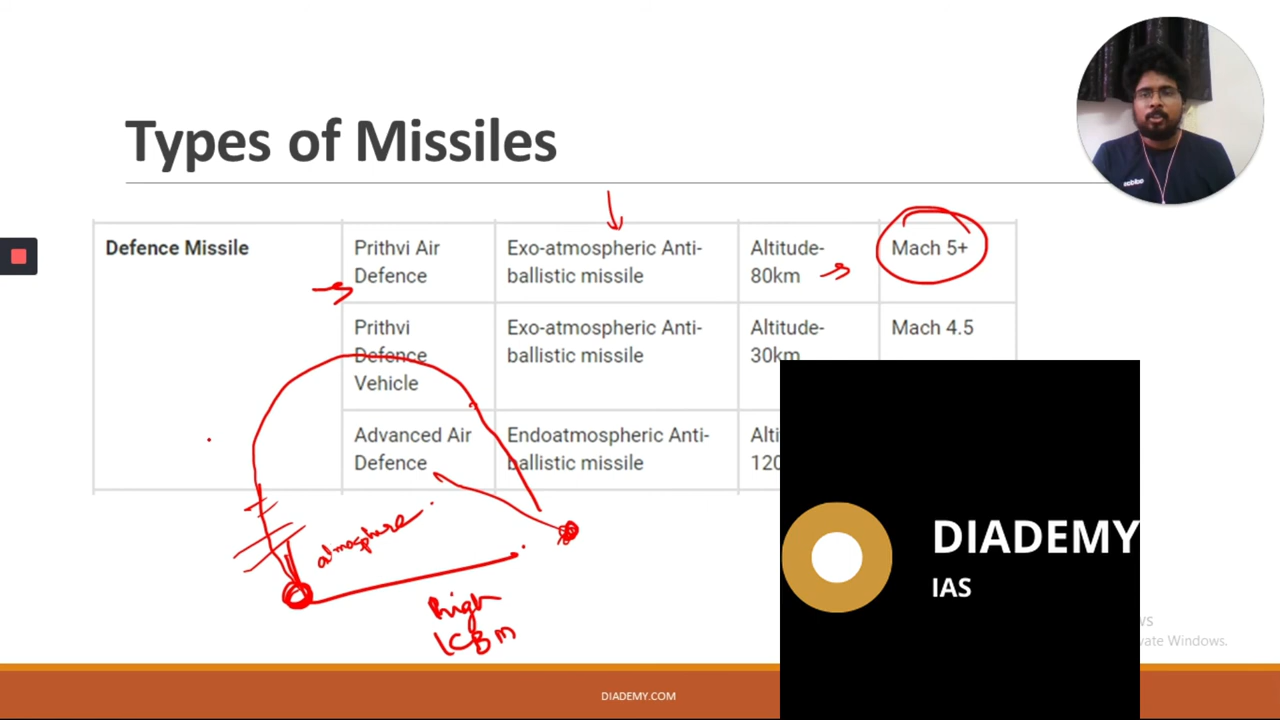 Types of Missiles
Defence Missile
Prithvi Air
Defence
Exo-atmospheric Anti-
ballistic missile
Altitude-
80km
Mach 5+
Prithvi
Defence
Vehicle
Exo-atmospheric Anti-
ballistic missile
Altitude-
30km
Mach 4.5
Advanced Air
Defence
Endoatmospheric Anti-
ballistic missile
Alti
120
atmosphere
high
ICBM
DIADEMY
IAS
vate Windows.
DIADEMY.COM